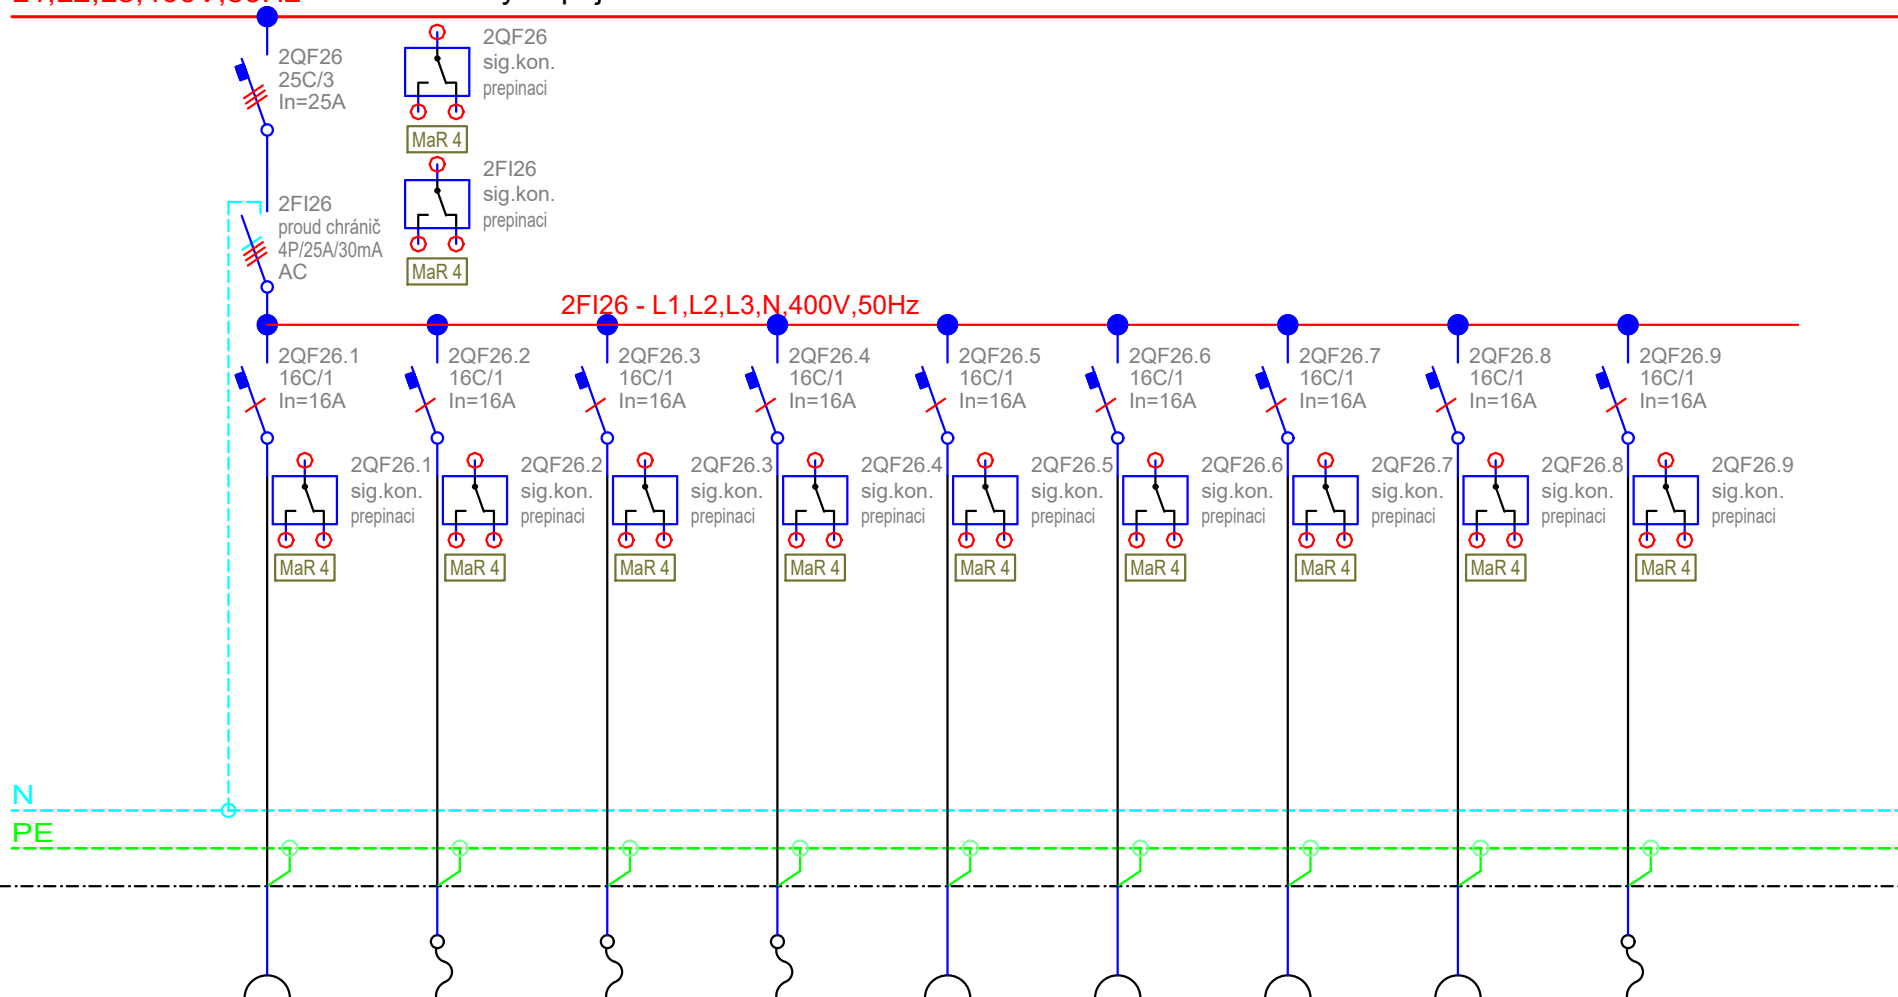 2QF26
25C/3
In=25A
2QF26
sig.kon.
prepinaci
MaR 4
2FI26
sig.kon.
prepinaci
MaR 4
2FI26
proud chránič
4P/25A/30mA
AC
2FI26 - L1,L2,L3,N,400V,50Hz
2QF26.1
16C/1
In=16A
2QF26.2
16C/1
In=16A
2QF26.3
16C/1
In=16A
2QF26.4
16C/1
In=16A
2QF26.5
16C/1
In=16A
2QF26.6
16C/1
In=16A
2QF26.7
16C/1
In=16A
2QF26.8
16C/1
In=16A
2QF26.9
16C/1
In=16A
2QF26.1
sig.kon.
prepinaci
MaR 4
2QF26.2
sig.kon.
prepinaci
MaR 4
2QF26.3
sig.kon.
prepinaci
MaR 4
2QF26.4
sig.kon.
prepinaci
MaR 4
2QF26.5
sig.kon.
prepinaci
MaR 4
2QF26.6
sig.kon.
prepinaci
MaR 4
2QF26.7
sig.kon.
prepinaci
MaR 4
2QF26.8
sig.kon.
prepinaci
MaR 4
2QF26.9
sig.kon.
prepinaci
MaR 4
N
PE